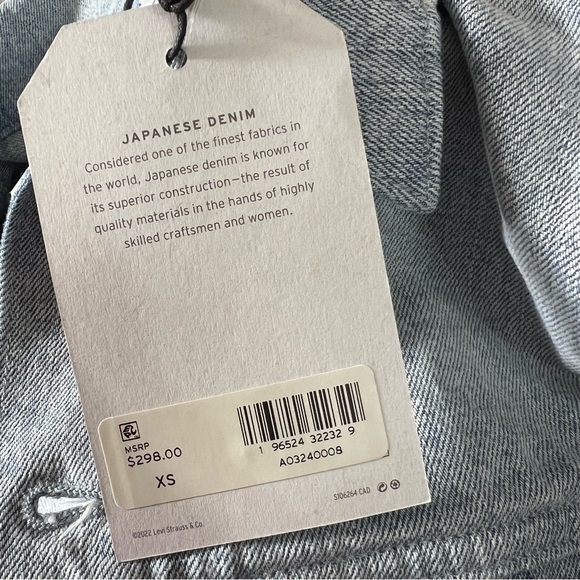 JAPANESE DENIM
Considered one of the finest fabrics in
the world, Japanese denim is known for
its superior construction—the result of
quality materials in the hands of highly
skilled craftsmen and women.
MSRP
$298.00
XS
1 96524 32232 9
A03240008
S106264 CAD
©2022 Levi Strauss & Co.